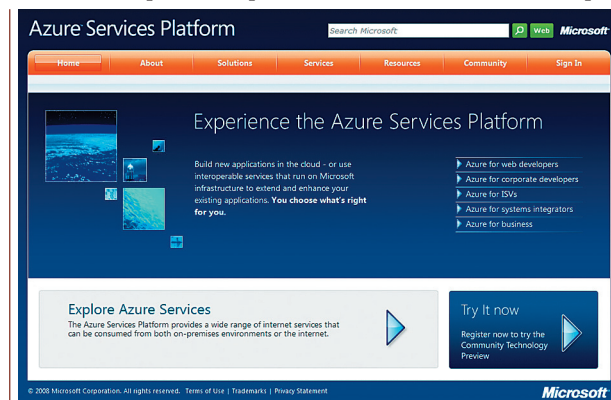 Azure Services Platform
Search Microsoft
Web
Microsoft
Home
About
Solutions
Services
Resources
Community
Sign In
Experience the Azure Services Platform
Build new applications in the cloud - or use
interoperable services that run on Microsoft
infrastructure to extend and enhance your
existing applications. You choose what's right
for you.
Azure for web developers
Azure for corporate developers
Azure for ISVs
Azure for systems integrators
Azure for business
Explore Azure Services
The Azure Services Platform provides a wide range of internet services that
can be consumed from both on-premises environments or the internet.
Try It now
Register now to try the
Community Technology
Preview
© 2008 Microsoft Corporation. All rights reserved. Terms of Use | Trademarks | Privacy Statement
Microsoft